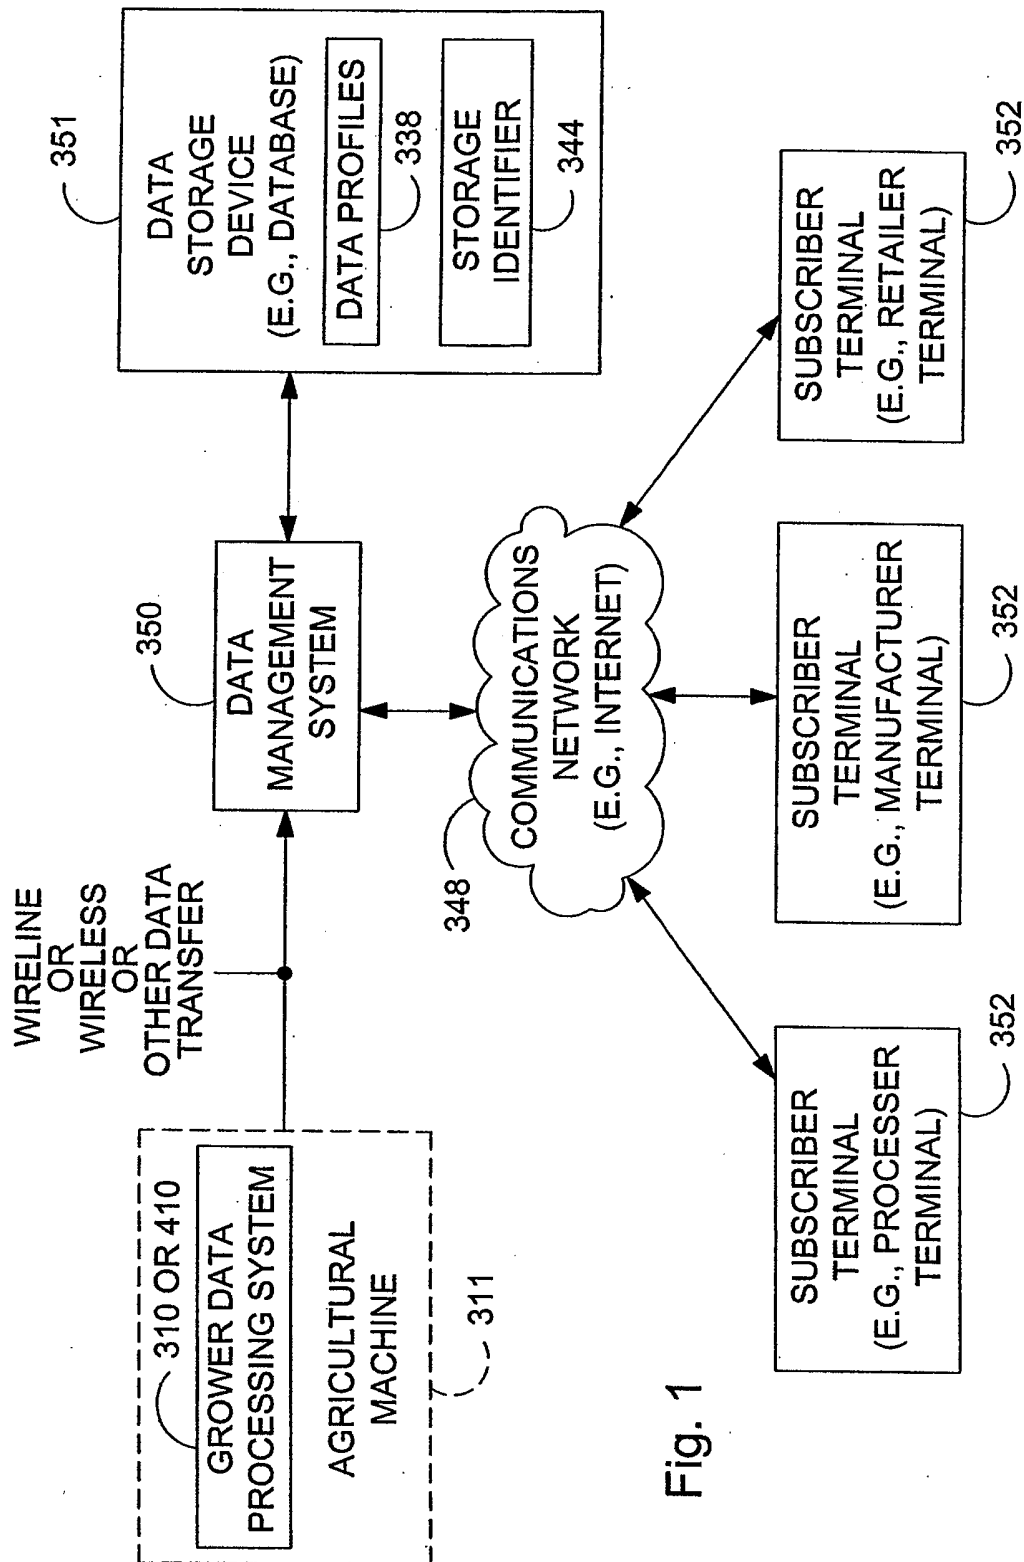 WIRELINE
OR
WIRELESS
OR
OTHER DATA
TRANSFER
310 OR 410
GROWER DATA
PROCESSING SYSTEM
AGRICULTURAL
MACHINE
311
350
DATA
MANAGEMENT
SYSTEM
351
DATA
STORAGE
DEVICE
(E.G., DATABASE)
DATA PROFILES
338
STORAGE
IDENTIFIER
344
348
COMMUNICATIONS
NETWORK
(E.G., INTERNET)
SUBSCRIBER
TERMINAL
(E.G., PROCESSER
TERMINAL)
352
SUBSCRIBER
TERMINAL
(E.G., MANUFACTURER
TERMINAL)
352
SUBSCRIBER
TERMINAL
(E.G., RETAILER
TERMINAL)
352
Fig. 1